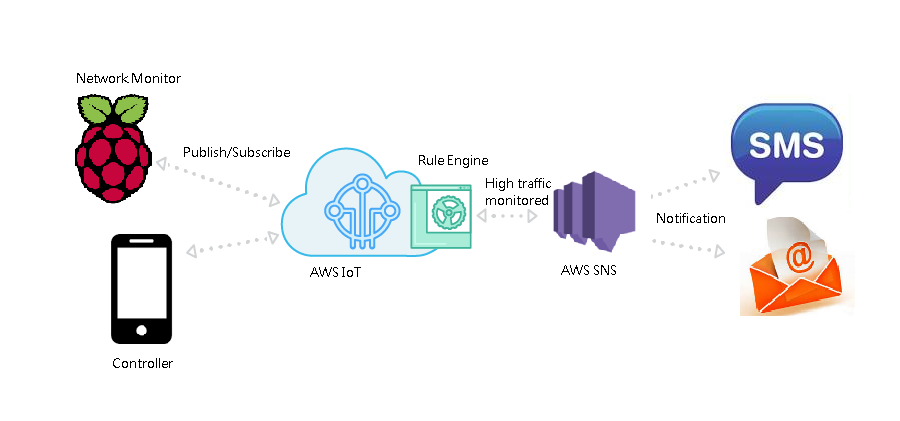 Network Monitor
Publish/Subscribe
Rule Engine
High traffic
monitored
SMS
Notification
@
AWS IoT
AWS SNS
Controller